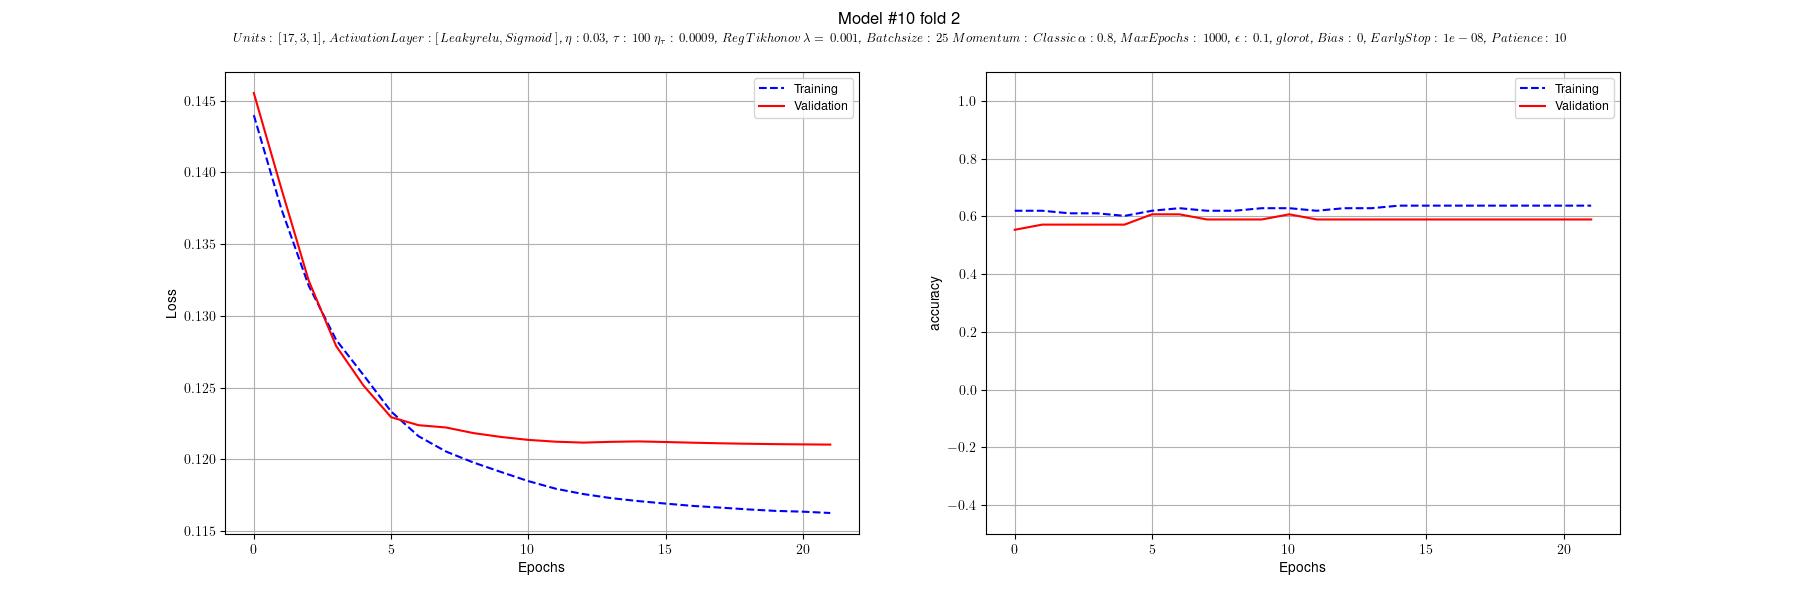 Model #10 fold 2
Units : [17, 3, 1], ActivationLayer : [Leakyrelu, Sigmoid ], η : 0.03, τ : 100 ητ : 0.0009, RegTikhonov λ = 0.001, Batchsize : 25 Momentum : Classic α : 0.8, MaxEpochs : 1000, ϵ : 0.1, glorot, Bias : 0, EarlyStop : 1e − 08, Patience : 10
Training
Validation
0.145
0.140
0.135
0.130
0.125
0.120
0.115
Loss
0 5 10 15 20
Epochs
Training
Validation
1.0
0.8
0.6
0.4
0.2
0.0
−0.2
−0.4
accuracy
0 5 10 15 20
Epochs